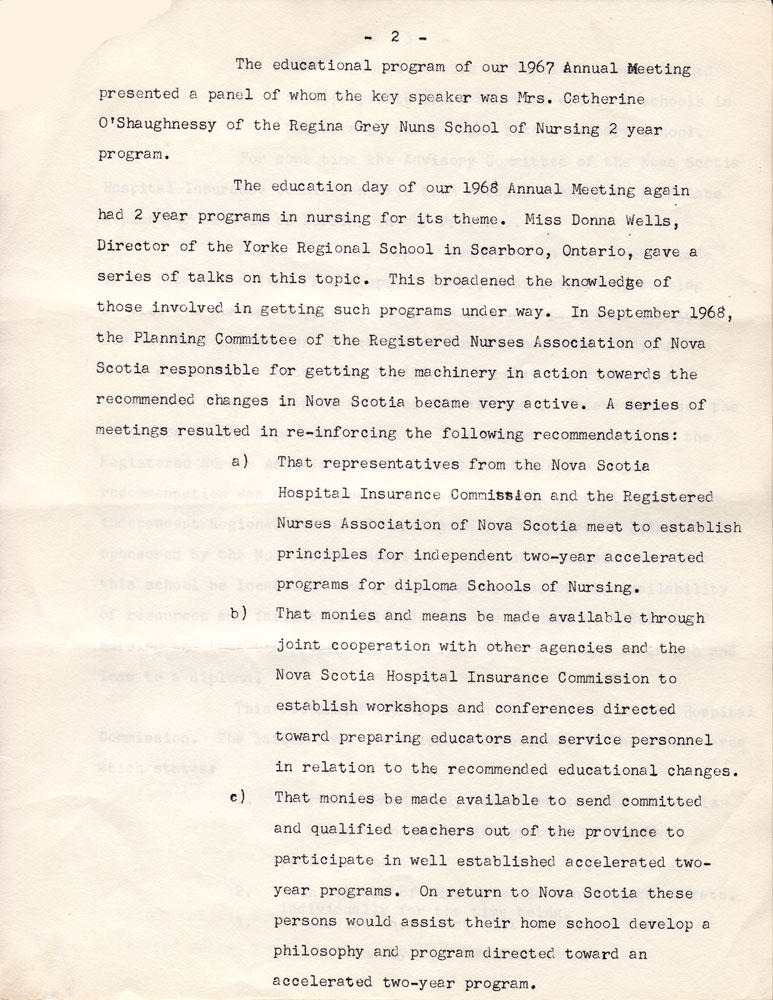 - 2 -
The educational program of our 1967 Annual Meeting
presented a panel of whom the key speaker was Mrs. Catherine
O'Shaughnessy of the Regina Grey Nuns School of Nursing 2 year
program.
The education day of our 1968 Annual Meeting again
had 2 year programs in nursing for its theme. Miss Donna Wells,
Director of the Yorke Regional School in Scarboro, Ontario, gave a
series of talks on this topic. This broadened the knowledge of
those involved in getting such programs under way. In September 1968,
the Planning Committee of the Registered Nurses Association of Nova
Scotia responsible for getting the machinery in action towards the
recommended changes in Nova Scotia became very active. A series of
meetings resulted in re-inforcing the following recommendations:
a) That representatives from the Nova Scotia
Hospital Insurance Commission and the Registered
Nurses Association of Nova Scotia meet to establish
principles for independent two-year accelerated
programs for diploma Schools of Nursing.
b) That monies and means be made available through
joint cooperation with other agencies and the
Nova Scotia Hospital Insurance Commission to
establish workshops and conferences directed
toward preparing educators and service personnel
in relation to the recommended educational changes.
c) That monies be made available to send committed
and qualified teachers out of the province to
participate in well established accelerated two-
year programs. On return to Nova Scotia these
persons would assist their home school develop a
philosophy and program directed toward an
accelerated two-year program.